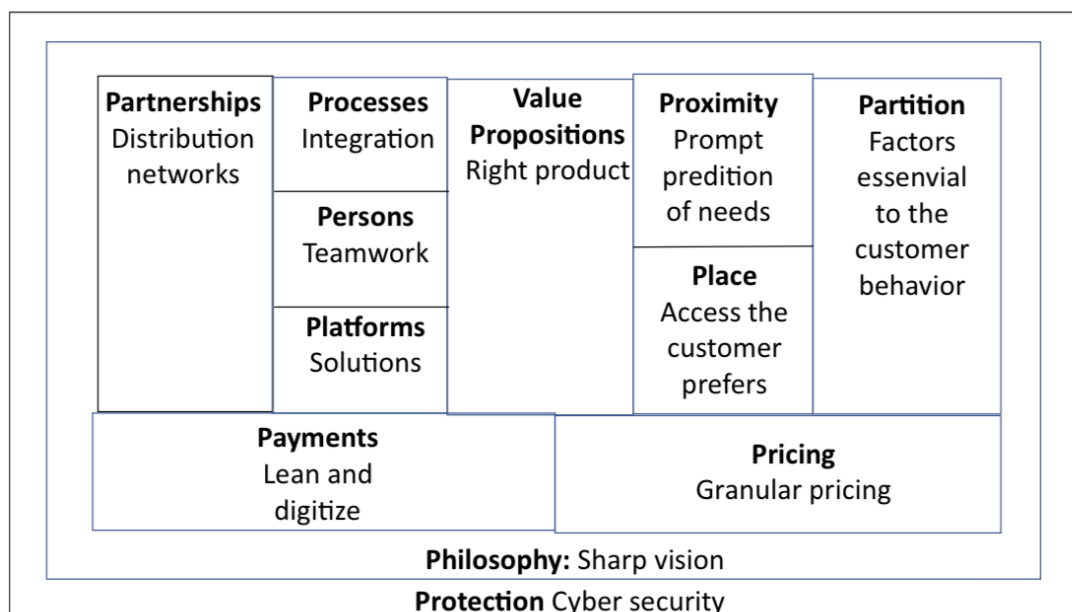 Partnerships
Distribution
networks
Processes
Integration
Persons
Teamwork
Platforms
Solutions
Value
Propositions
Right product
Proximity
Prompt
predition
of needs
Place
Access the
customer
prefers
Partition
Factors
essenvial
to the
customer
behavior
Payments
Lean and
digitize
Pricing
Granular pricing
Philosophy: Sharp vision
Protection Cyber security